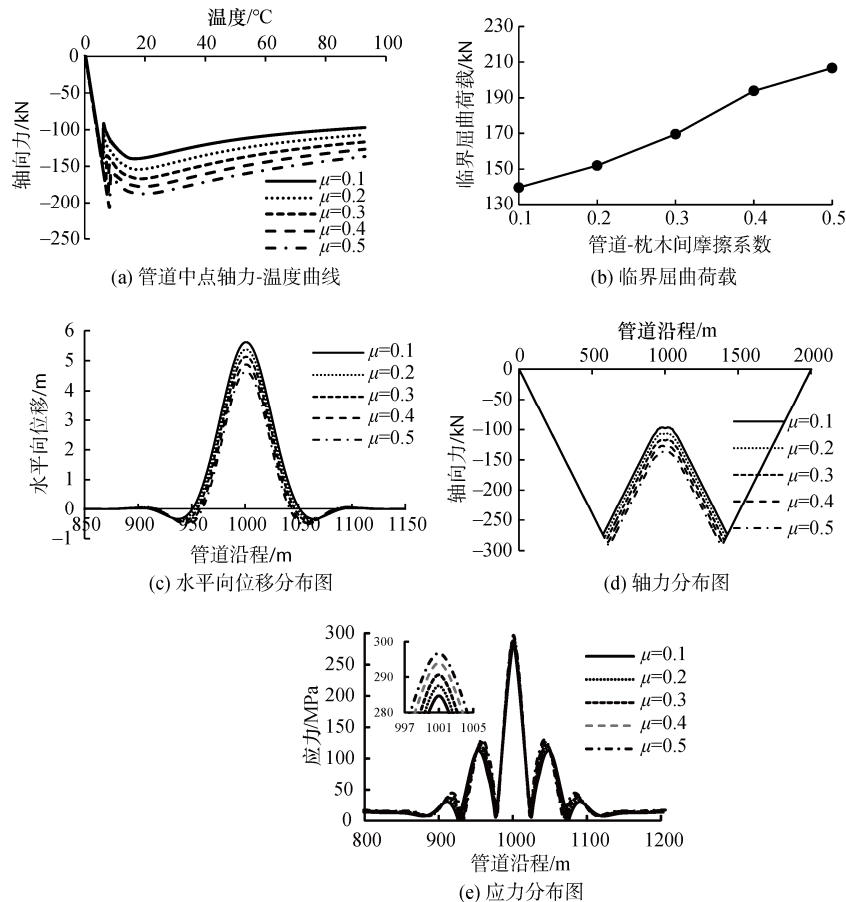 温度/℃
0 20 40 60 80 100
0
−50
−100
−150
−200
−250
轴向力/kN
μ=0.1
μ=0.2
μ=0.3
μ=0.4
μ=0.5
(a) 管道中点轴力-温度曲线
230
210
190
170
150
130
临界屈曲荷载/kN
0.1 0.2 0.3 0.4 0.5
管道-枕木间摩擦系数
(b) 临界屈曲荷载
6
5
4
3
2
1
0
−1
水平向位移/m
μ=0.1
μ=0.2
μ=0.3
μ=0.4
μ=0.5
850 900 950 1000 1050 1100 1150
管道沿程/m
(c) 水平向位移分布图
管道沿程/m
0 500 1000 1500 2000
0
−50
−100
−150
−200
−250
−300
轴向力/kN
μ=0.1
μ=0.2
μ=0.3
μ=0.4
μ=0.5
(d) 轴力分布图
300
250
200
150
100
50
0
应力/MPa
300
290
280
997 1001 1005
μ=0.1
μ=0.2
μ=0.3
μ=0.4
μ=0.5
800 900 1000 1100 1200
管道沿程/m
(e) 应力分布图